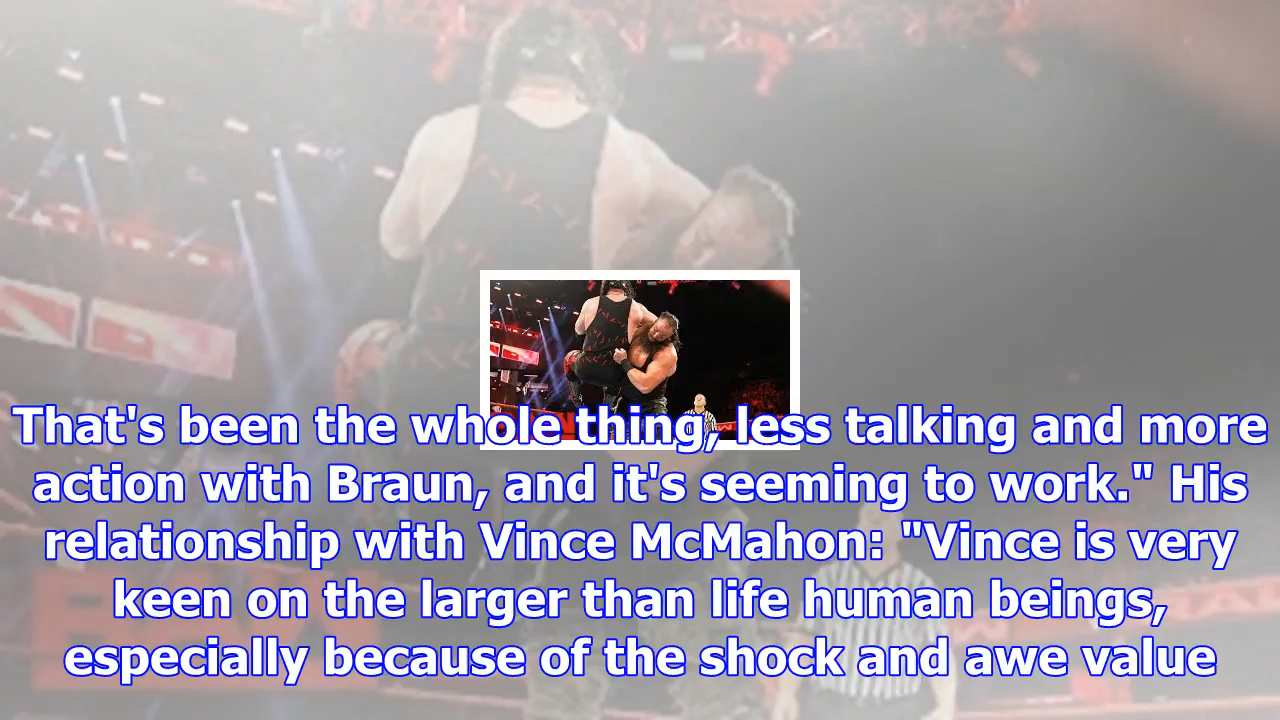 That's been the whole thing, less talking and more
action with Braun, and it's seeming to work." His
relationship with Vince McMahon: "Vince is very
keen on the larger than life human beings,
especially because of the shock and awe value